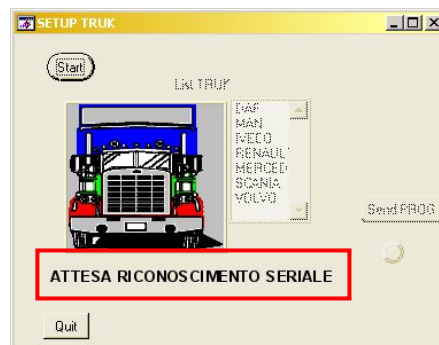 SETUP TRUK
Start
List TRUK
DAF
MAN
IVECO
RENAULT
MERCED
SCANIA
VOLVO
Send PROG
ATTESA RICONOSCIMENTO SERIALE
Quit